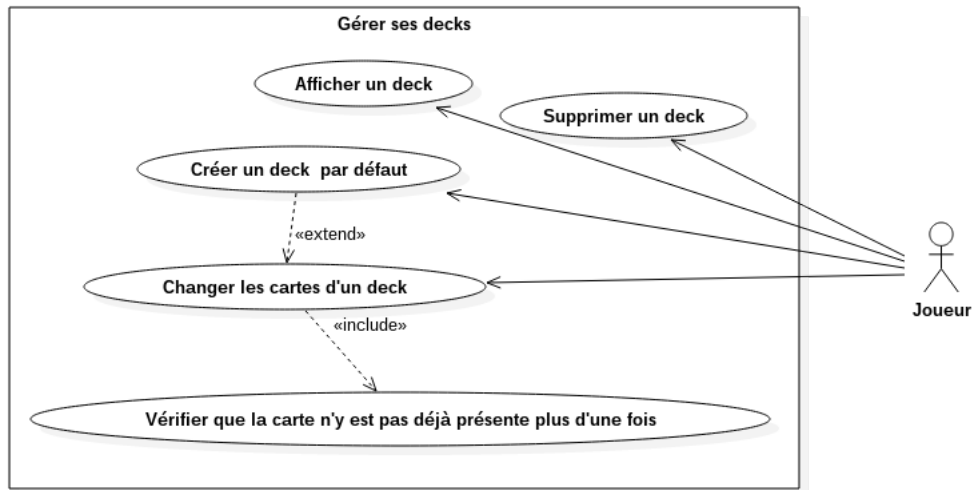 Gérer ses decks
Afficher un deck
Supprimer un deck
Créer un deck  par défaut
«extend»
Changer les cartes d'un deck
Joueur
«include»
Vérifier que la carte n'y est pas déjà présente plus d'une fois